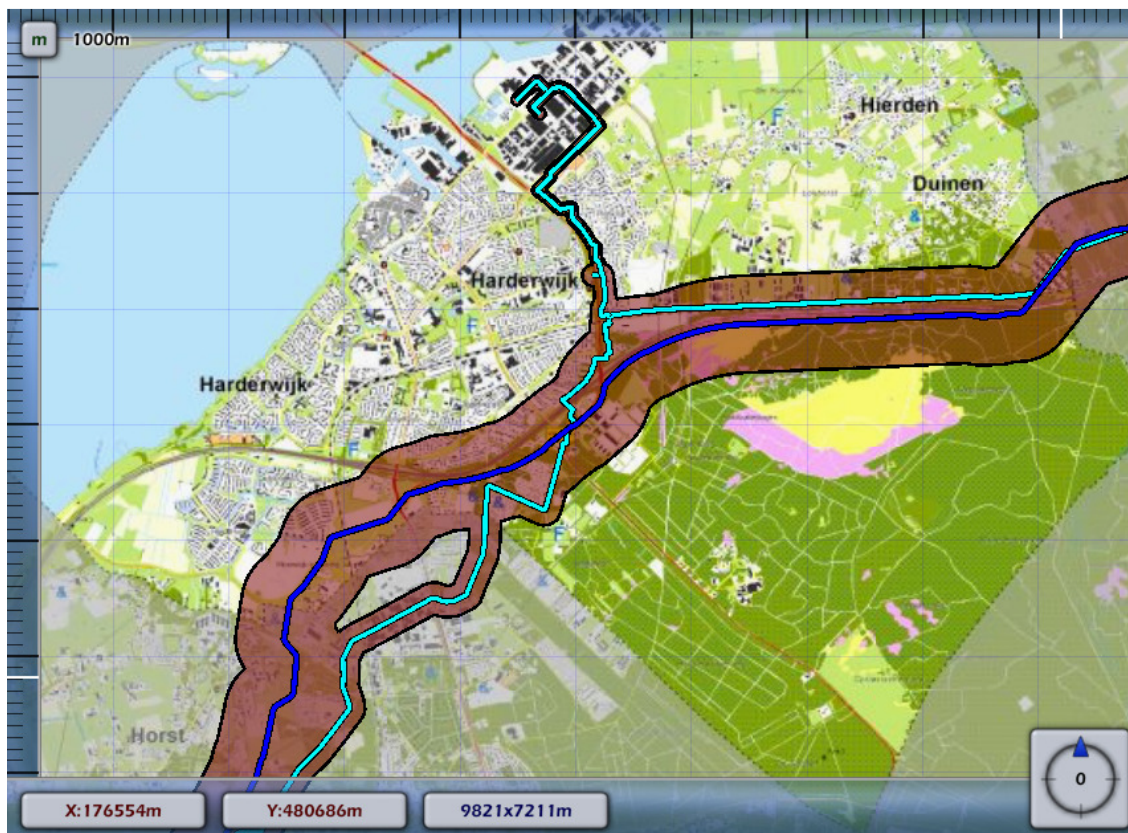 m
1000m
Hierden
Duinen
Harderwijk
Harderwijk
F
F
F
F
Horst
X:176554m
Y:480686m
9821x7211m
0